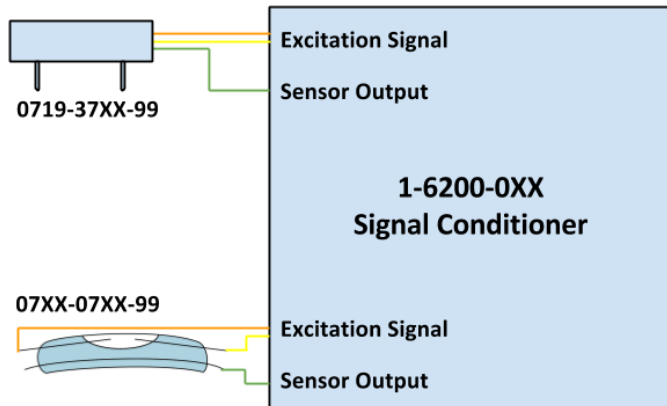 Excitation Signal
Sensor Output
0719-37XX-99
1-6200-0XX
Signal Conditioner
07XX-07XX-99
Excitation Signal
Sensor Output